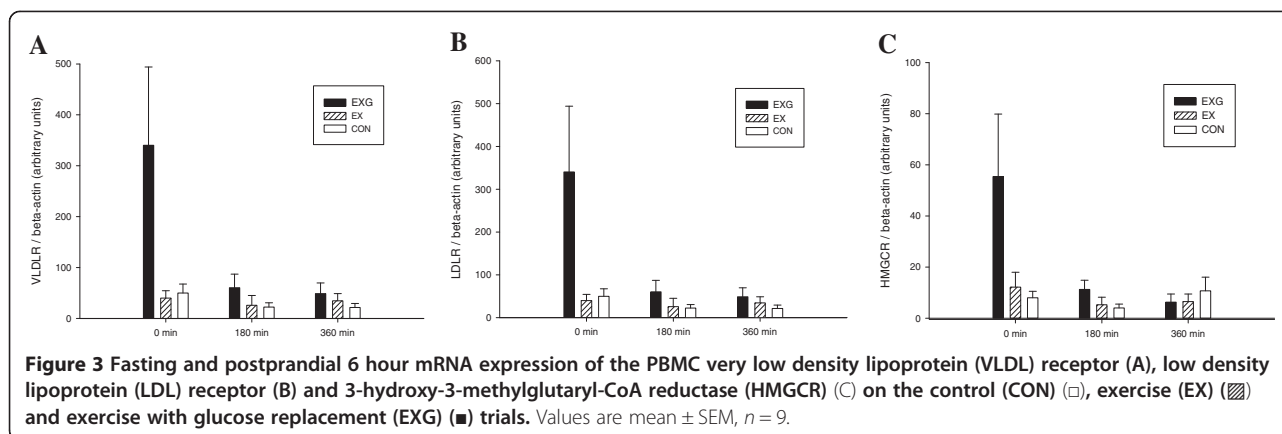 A
500
400
300
200
100
0
VLDLR / beta-actin (arbitrary units)
EXG
EX
CON
0 min 180 min 360 min
B
600
500
400
300
200
100
0
LDLR / beta-actin (arbitrary units)
EXG
EX
CON
0 min 180 min 360 min
C
100
80
60
40
20
0
HMGCR / beta-actin (arbitrary units)
EXG
EX
CON
0 min 180 min 360 min
Figure 3 Fasting and postprandial 6 hour mRNA expression of the PBMC very low density lipoprotein (VLDL) receptor (A), low density
lipoprotein (LDL) receptor (B) and 3-hydroxy-3-methylglutaryl-CoA reductase (HMGCR) (C) on the control (CON) (□), exercise (EX) (▨)
and exercise with glucose replacement (EXG) (■) trials. Values are mean ± SEM, n = 9.